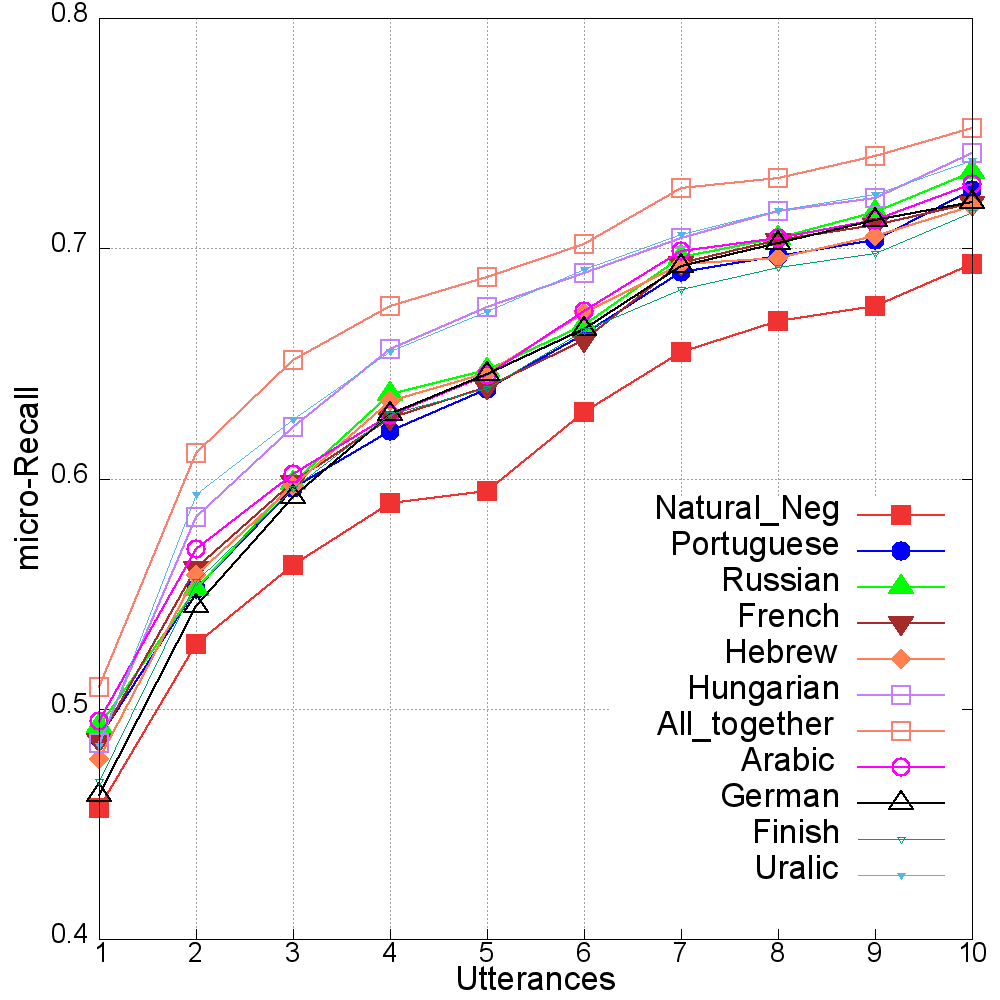 0.8
0.7
0.6
0.5
0.4
micro-Recall
Natural_Neg
Portuguese
Russian
French
Hebrew
Hungarian
All_together
Arabic
German
Finish
Uralic
1 2 3 4 5 6 7 8 9 10
Utterances